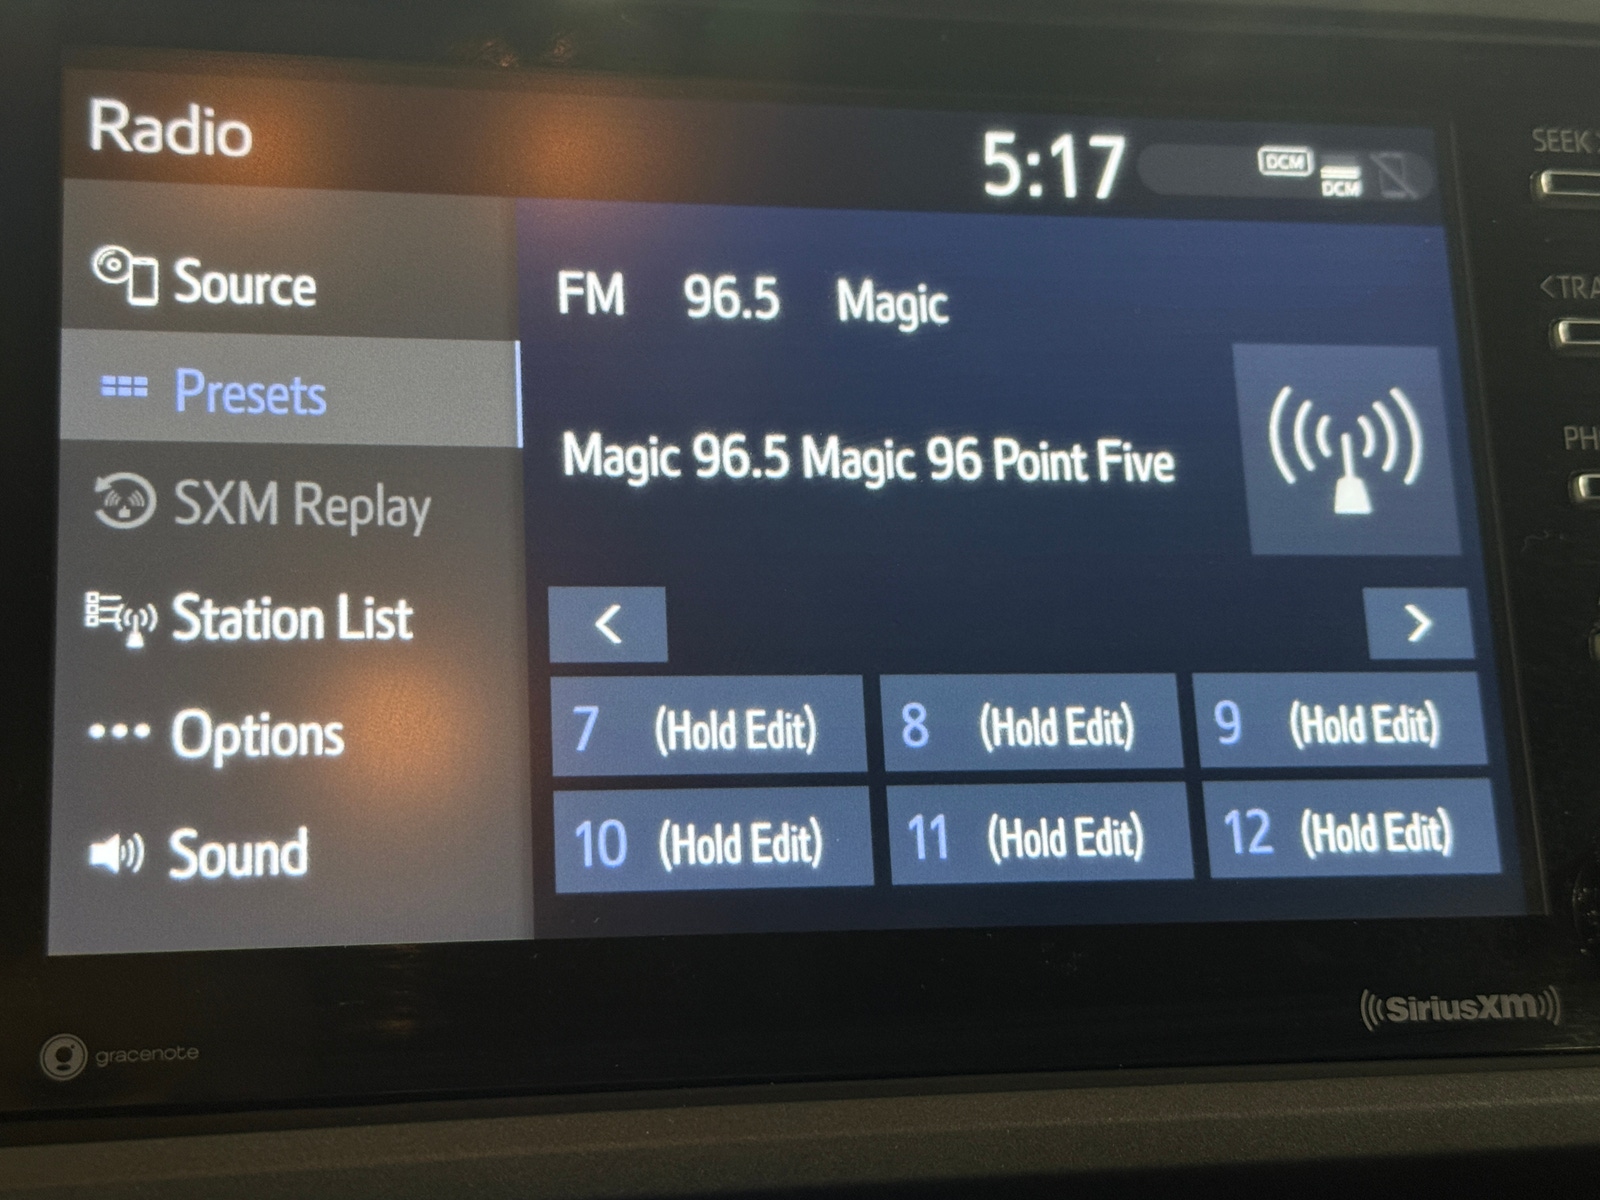 Radio
5:17
DCM
DCM
SEEK
Source
FM 96.5 Magic
<TRA
Presets
Magic 96.5 Magic 96 Point Five
SXM Replay
Station List
< >
Options
7 (Hold Edit) 8 (Hold Edit) 9 (Hold Edit)
Sound
10 (Hold Edit) 11 (Hold Edit) 12 (Hold Edit)
SiriusXM
gracenote